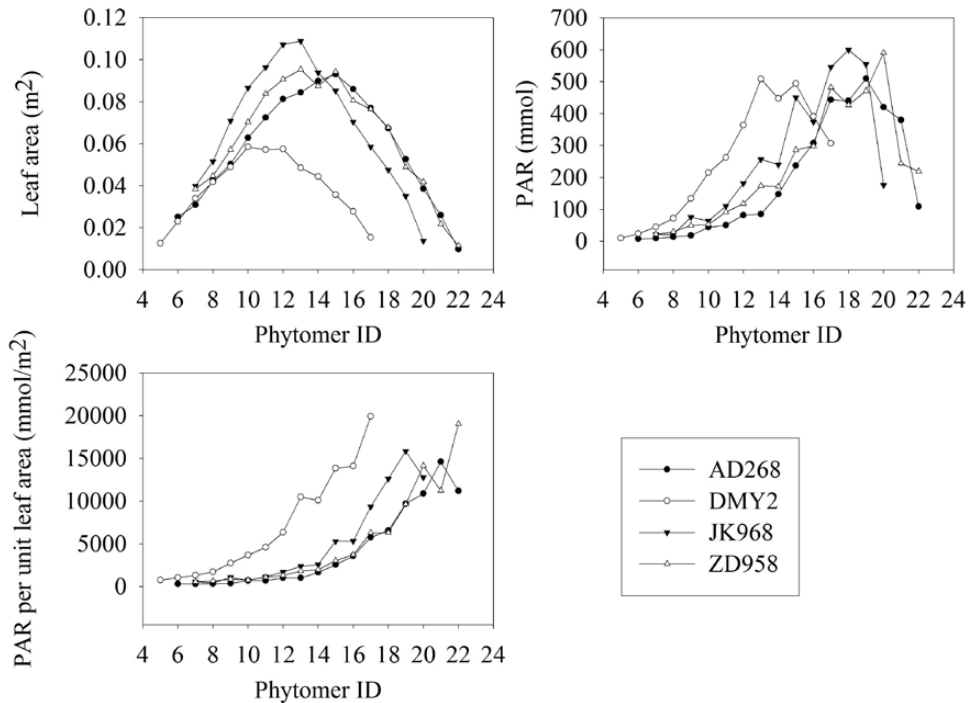 0.12
0.10
0.08
0.06
0.04
0.02
0.00
Leaf area (m²)
4 6 8 10 12 14 16 18 20 22 24
Phytomer ID
700
600
500
400
300
200
100
0
PAR (mmol)
4 6 8 10 12 14 16 18 20 22 24
Phytomer ID
25000
20000
15000
10000
5000
0
PAR per unit leaf area (mmol/m²)
4 6 8 10 12 14 16 18 20 22 24
Phytomer ID
AD268
DMY2
JK968
ZD958